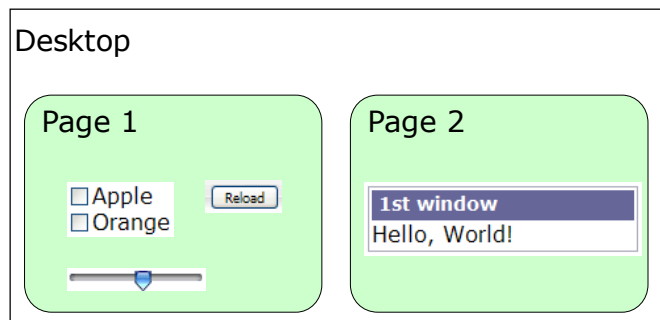 Desktop
Page 1
Apple
Orange
Reload
Page 2
1st window
Hello, World!